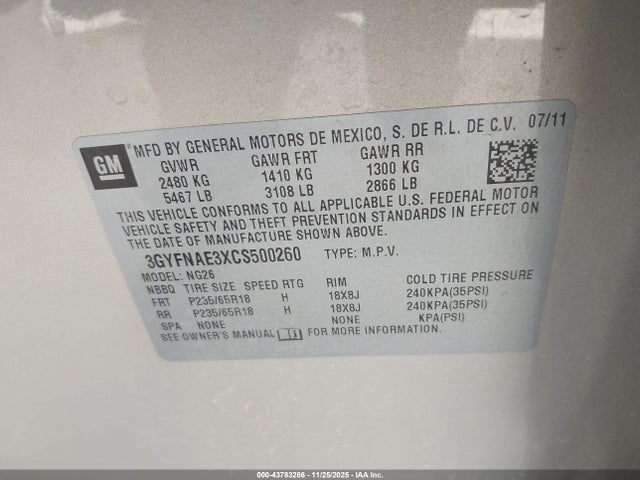 GM
MFD BY GENERAL MOTORS DE MEXICO, S. DE R.L. DE C.V. 07/11
GVWR GAWR FRT GAWR RR
2480 KG 1410 KG 1300 KG
5467 LB 3108 LB 2866 LB
THIS VEHICLE CONFORMS TO ALL APPLICABLE U.S. FEDERAL MOTOR
VEHICLE SAFETY AND THEFT PREVENTION STANDARDS IN EFFECT ON
THE DATE OF MANUFACTURE SHOWN ABOVE.
3GYFNAE3XCS500260 TYPE: M.P.V.
MODEL: NG26
NBBQ TIRE SIZE SPEED RTG RIM COLD TIRE PRESSURE
FRT P235/65R18 H 18X8J 240KPA(35PSI)
RR P235/65R18 H 18X8J 240KPA(35PSI)
SPA NONE NONE KPA(PSI)
SEE OWNER'S MANUAL FOR MORE INFORMATION.
000-43783266 - 11/25/2025 - IAA Inc.